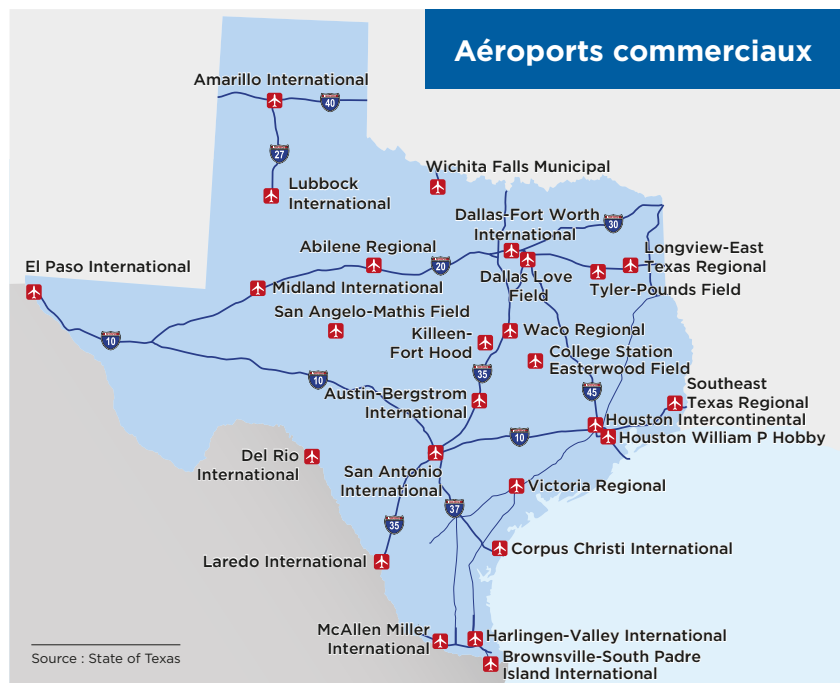 Aéroports commerciaux
Amarillo International
40
27
Wichita Falls Municipal
Lubbock
International
Dallas-Fort Worth
International
30
Abilene Regional
20
Longview-East
Texas Regional
El Paso International
Midland International
Dallas Love
Field
Tyler-Pounds Field
San Angelo-Mathis Field
Killeen-
Fort Hood
Waco Regional
10
College Station
Easterwood Field
35
10
45
Southeast
Texas Regional
Austin-Bergstrom
International
Houston Intercontinental
10
Houston William P Hobby
Del Rio
International
San Antonio
International
Victoria Regional
37
35
Corpus Christi International
Laredo International
McAllen Miller
International
Harlingen-Valley International
Brownsville-South Padre
Island International
Source : State of Texas